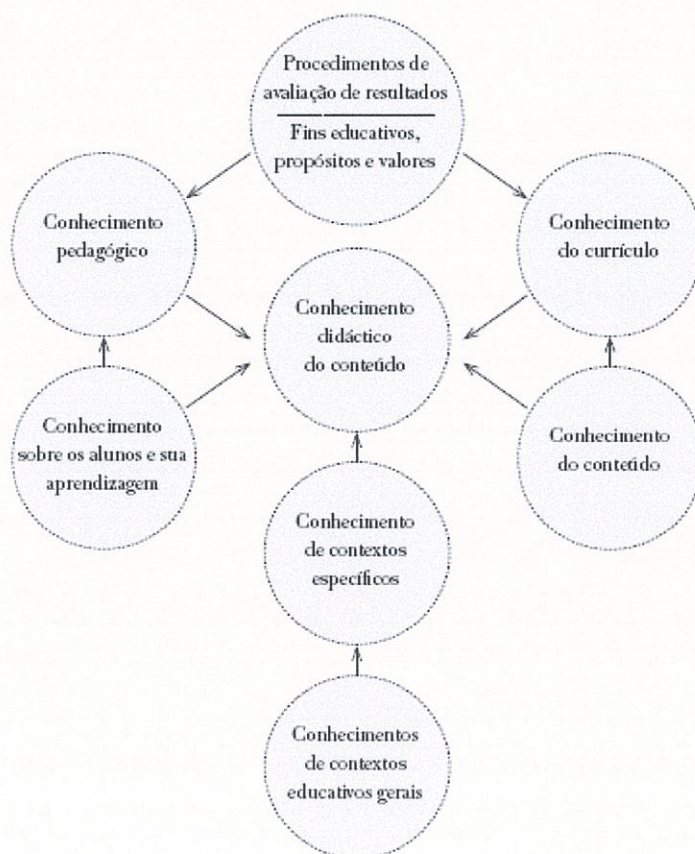 Procedimentos de
avaliação de resultados
Fins educativos,
propósitos e valores
Conhecimento
pedagógico
Conhecimento
do currículo
Conhecimento
didáctico
do conteúdo
Conhecimento
sobre os alunos e sua
aprendizagem
Conhecimento
do conteúdo
Conhecimento
de contextos
específicos
Conhecimentos
de contextos
educativos gerais